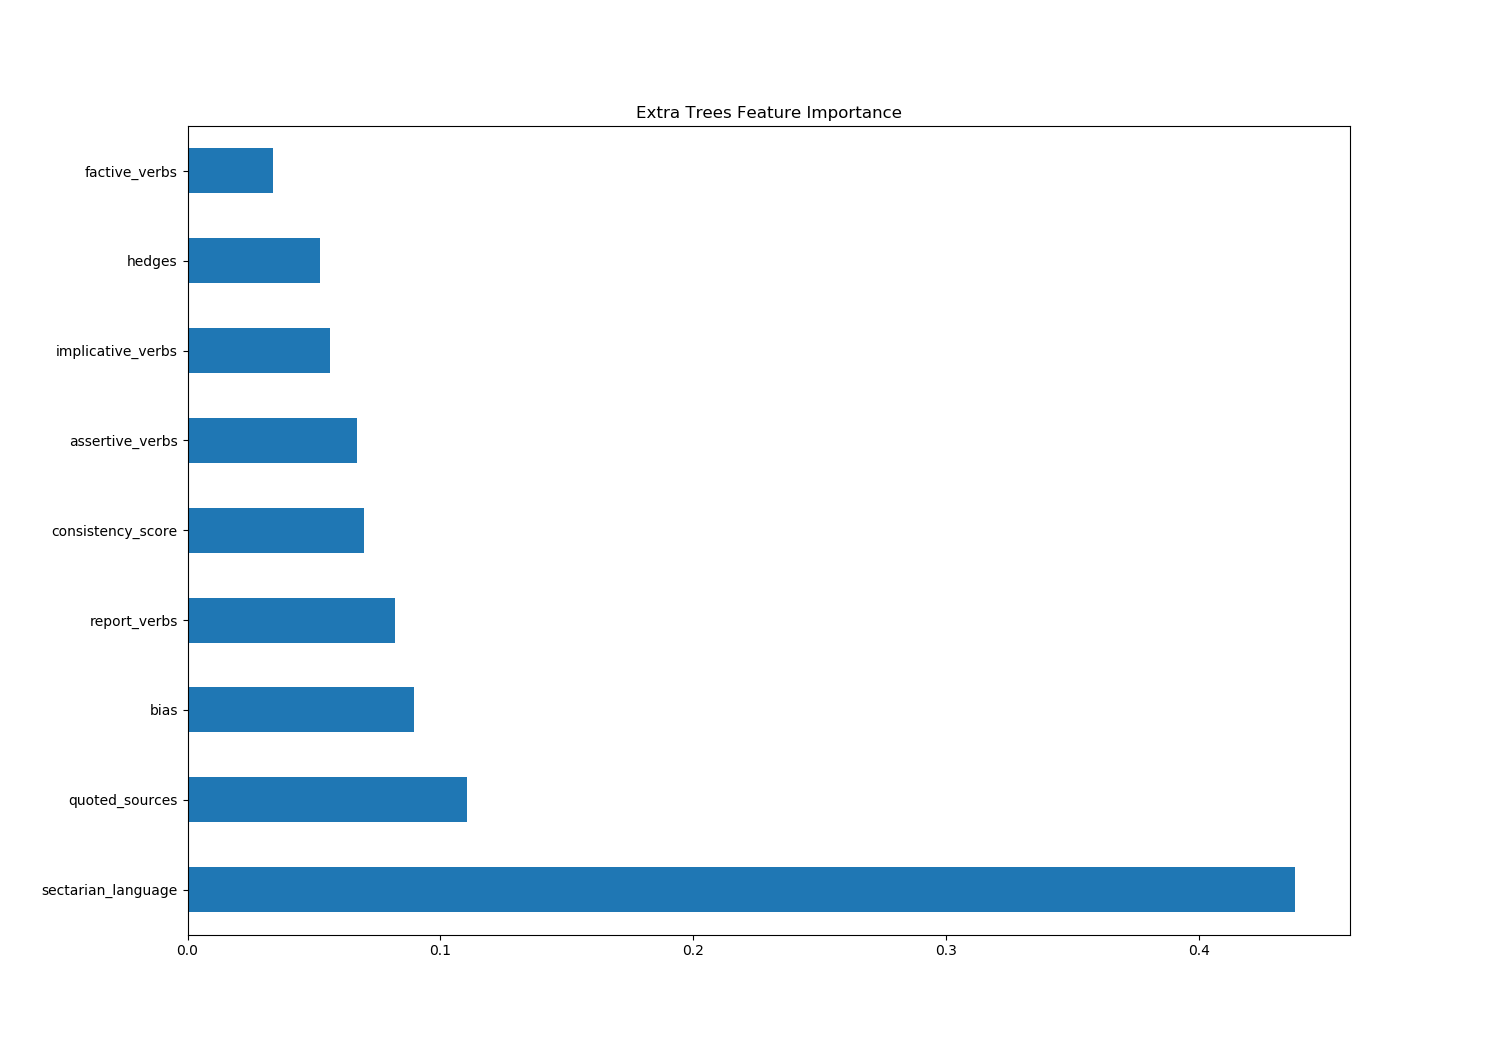 Extra Trees Feature Importance
factive_verbs
hedges
implicative_verbs
assertive_verbs
consistency_score
report_verbs
bias
quoted_sources
sectarian_language
0.0 0.1 0.2 0.3 0.4